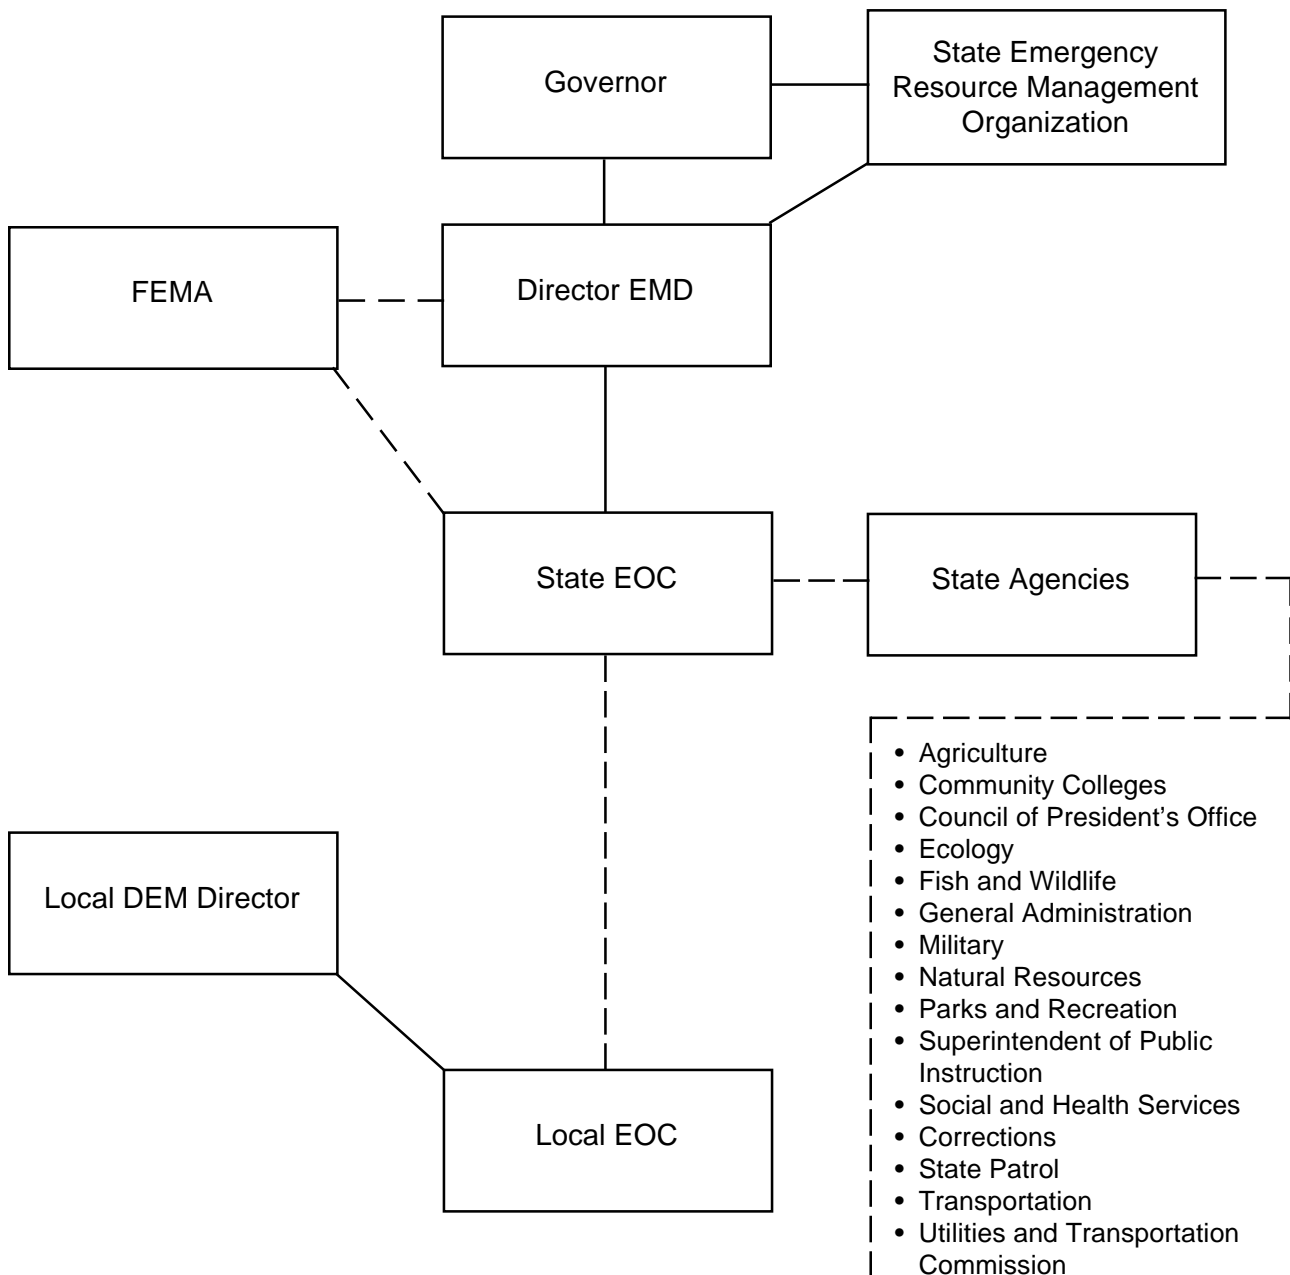 Governor
State Emergency
Resource Management
Organization
FEMA
Director EMD
State EOC
State Agencies
• Agriculture
• Community Colleges
• Council of President’s Office
• Ecology
• Fish and Wildlife
• General Administration
• Military
• Natural Resources
• Parks and Recreation
• Superintendent of Public
Instruction
• Social and Health Services
• Corrections
• State Patrol
• Transportation
• Utilities and Transportation
Commission
Local DEM Director
Local EOC